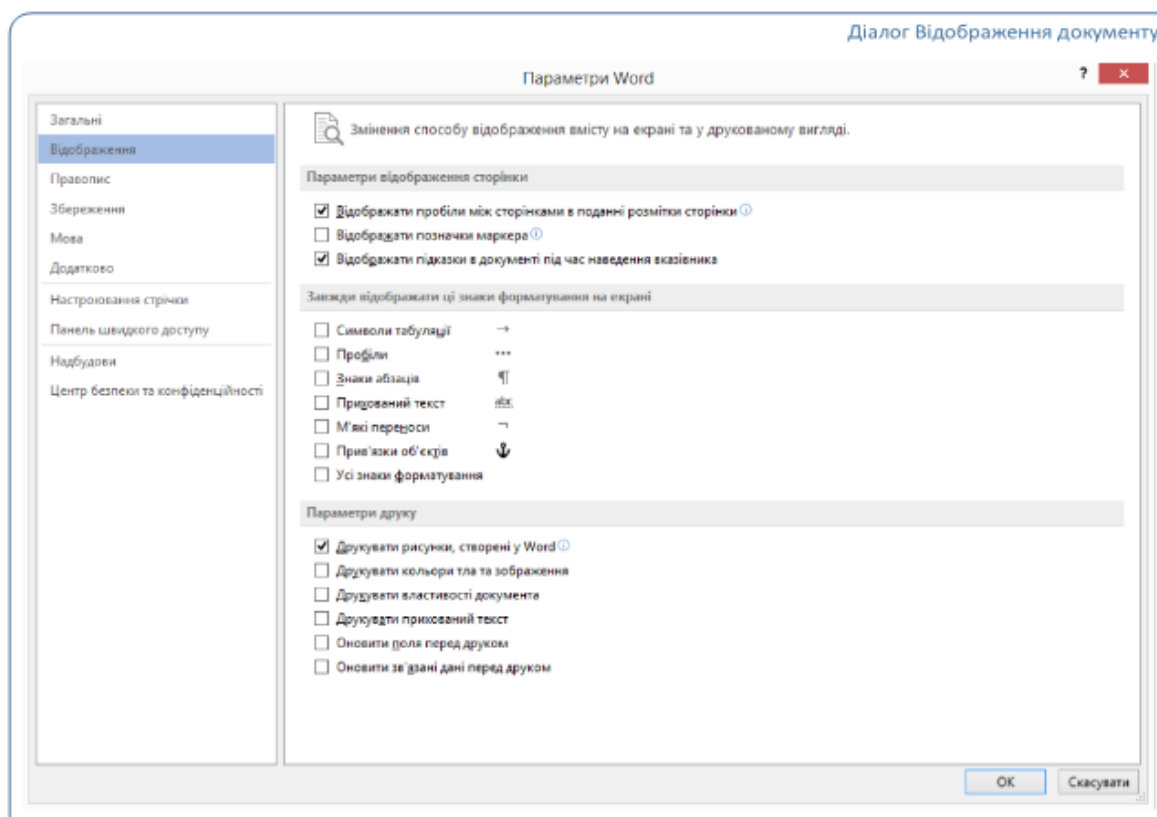 Діалог Відображення документу
Параметри Word
?
Загальні
Відображення
Правопис
Збереження
Мова
Додатково
Настроювання стрічки
Панель швидкого доступу
Надбудови
Центр безпеки та конфіденційності
Змінення способу відображення вмісту на екрані та у друкованому вигляді.
Параметри відображення сторінки
Відображати пробіли між сторінками в поданні розмітки сторінки
Відображати позначки маркера
Відображати підказки в документі під час наведення вказівника
Завжди відображати ці знаки форматування на екрані
Символи табуляції →
Пробіли ···
Знаки абзаців ¶
Прихований текст abc
М'які переноси ¬
Прив'язки об'єктів
Усі знаки форматування
Параметри друку
Друкувати рисунки, створені у Word
Друкувати кольори тла та зображення
Друкувати властивості документа
Друкувати прихований текст
Оновити поля перед друком
Оновити зв'язані дані перед друком
ОК Скасувати